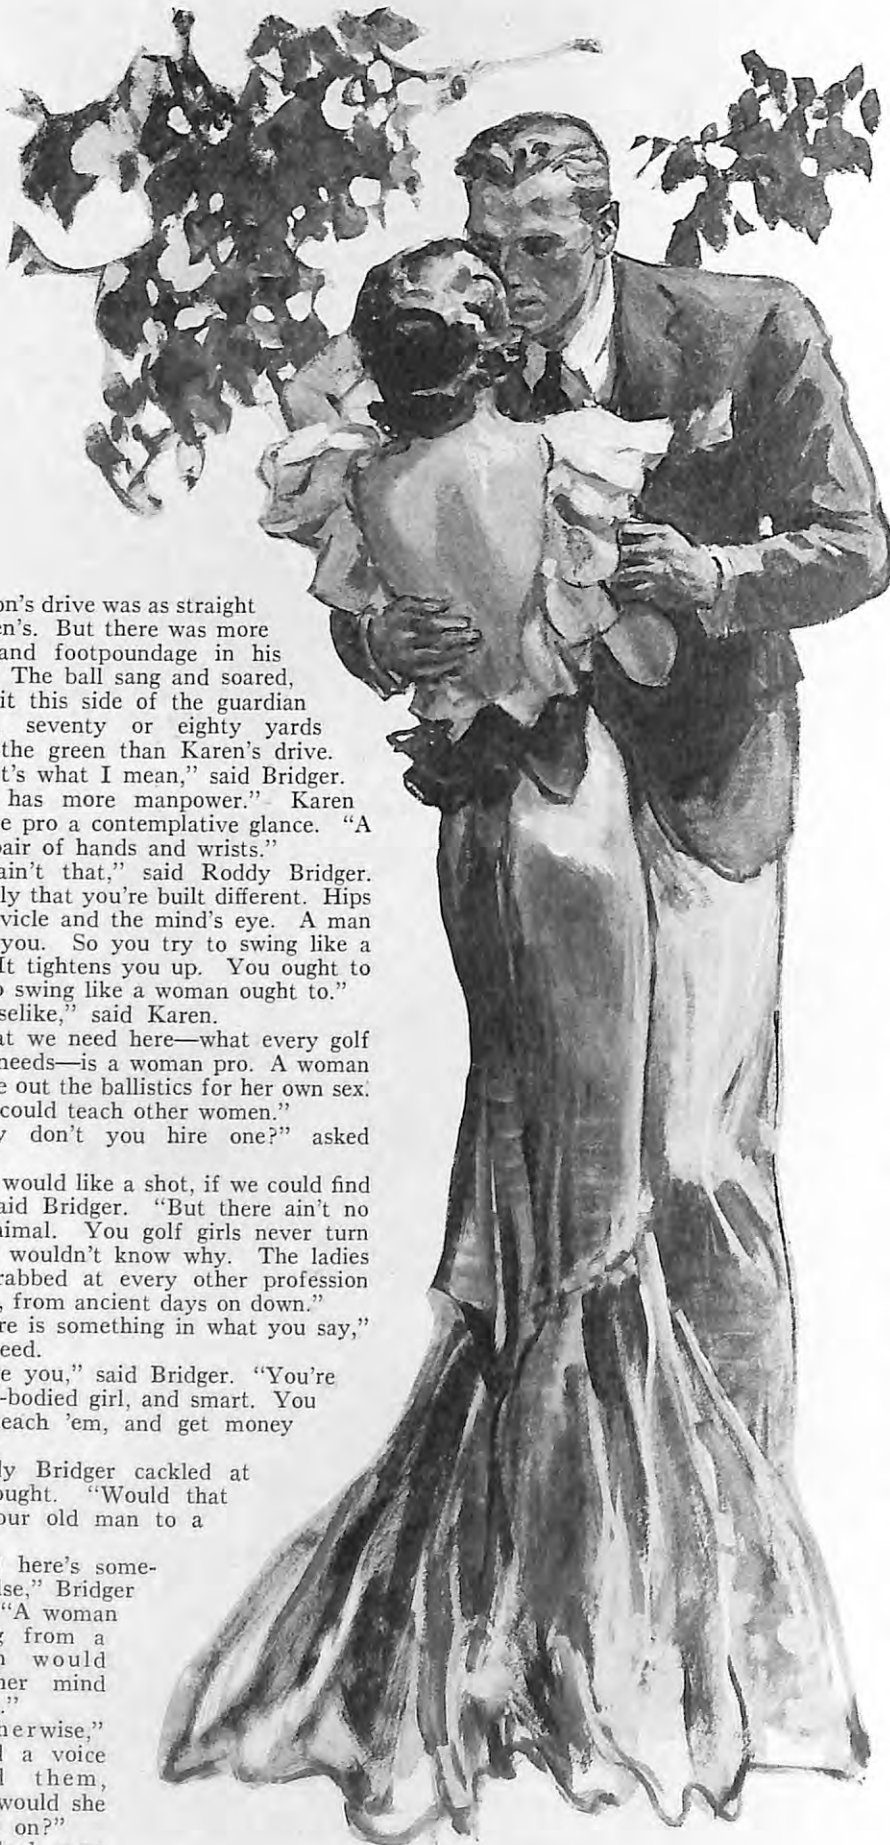 on's drive was as straight
en's. But there was more
and footpoundage in his
The ball sang and soared,
it this side of the guardian
seventy or eighty yards
the green than Karen's drive.
t's what I mean," said Bridger.
has more manpower." Karen
e pro a contemplative glance. "A
pair of hands and wrists."
ain't that," said Roddy Bridger.
ly that you're built different. Hips
vicle and the mind's eye. A man
you. So you try to swing like a
It tightens you up. You ought to
o swing like a woman ought to."
selike," said Karen.
at we need here—what every golf
needs—is a woman pro. A woman
e out the ballistics for her own sex.
could teach other women."
y don't you hire one?" asked
would like a shot, if we could find
aid Bridger. "But there ain't no
nimal. You golf girls never turn
wouldn't know why. The ladies
rabbed at every other profession
, from ancient days on down."
re is something in what you say,"
reed.
e you," said Bridger. "You're
-bodied girl, and smart. You
each 'em, and get money
ly Bridger cackled at
ought. "Would that
our old man to a
here's some-
lse," Bridger
"A woman
g from a
n would
her mind
."
herwise,"
d a voice
d them,
would she
on?"